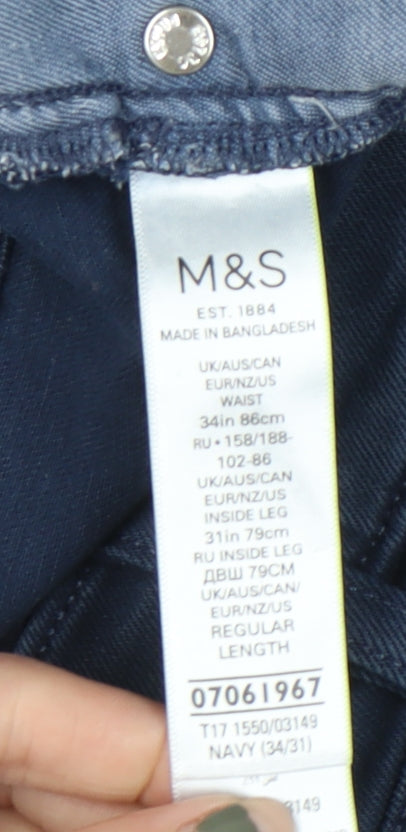 M&S
EST. 1884
MADE IN BANGLADESH
UK/AUS/CAN
EUR/NZ/US
WAIST
34in 86cm
RU • 158/188-
102-86
UK/AUS/CAN
EUR/NZ/US
INSIDE LEG
31in 79cm
RU INSIDE LEG
ДВШ 79CM
UK/AUS/CAN/
EUR/NZ/US
REGULAR
LENGTH
07061967
T17 1550/03149
NAVY (34/31)
3149